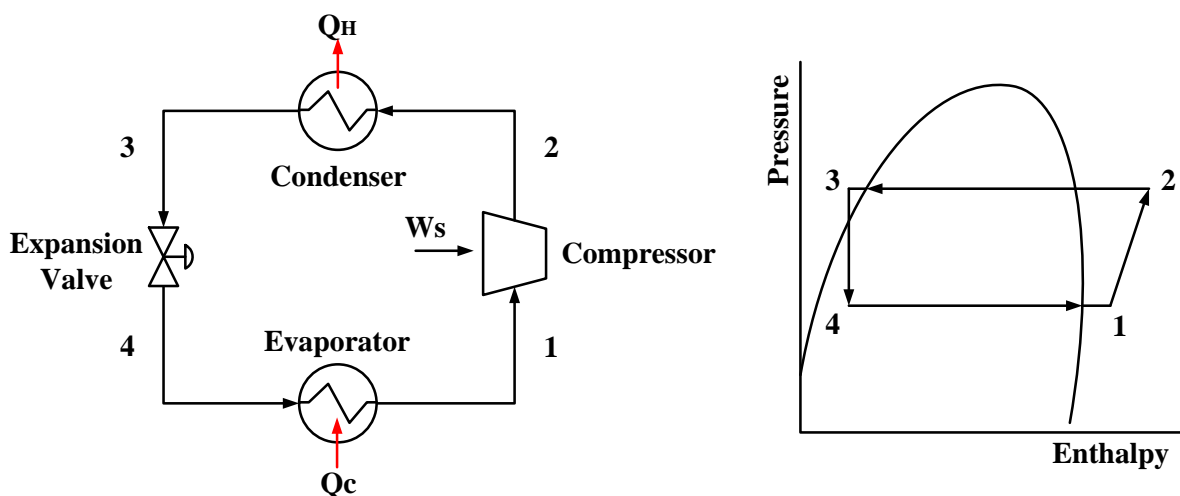 QH
3
2
Condenser
Ws
Expansion
Valve
Compressor
4
Evaporator
1
Qc
Pressure
3
2
4
1
Enthalpy